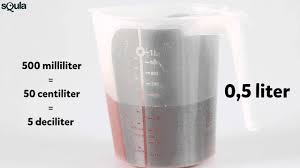 squla
500 milliliter
=
50 centiliter
=
5 deciliter
0,5 liter